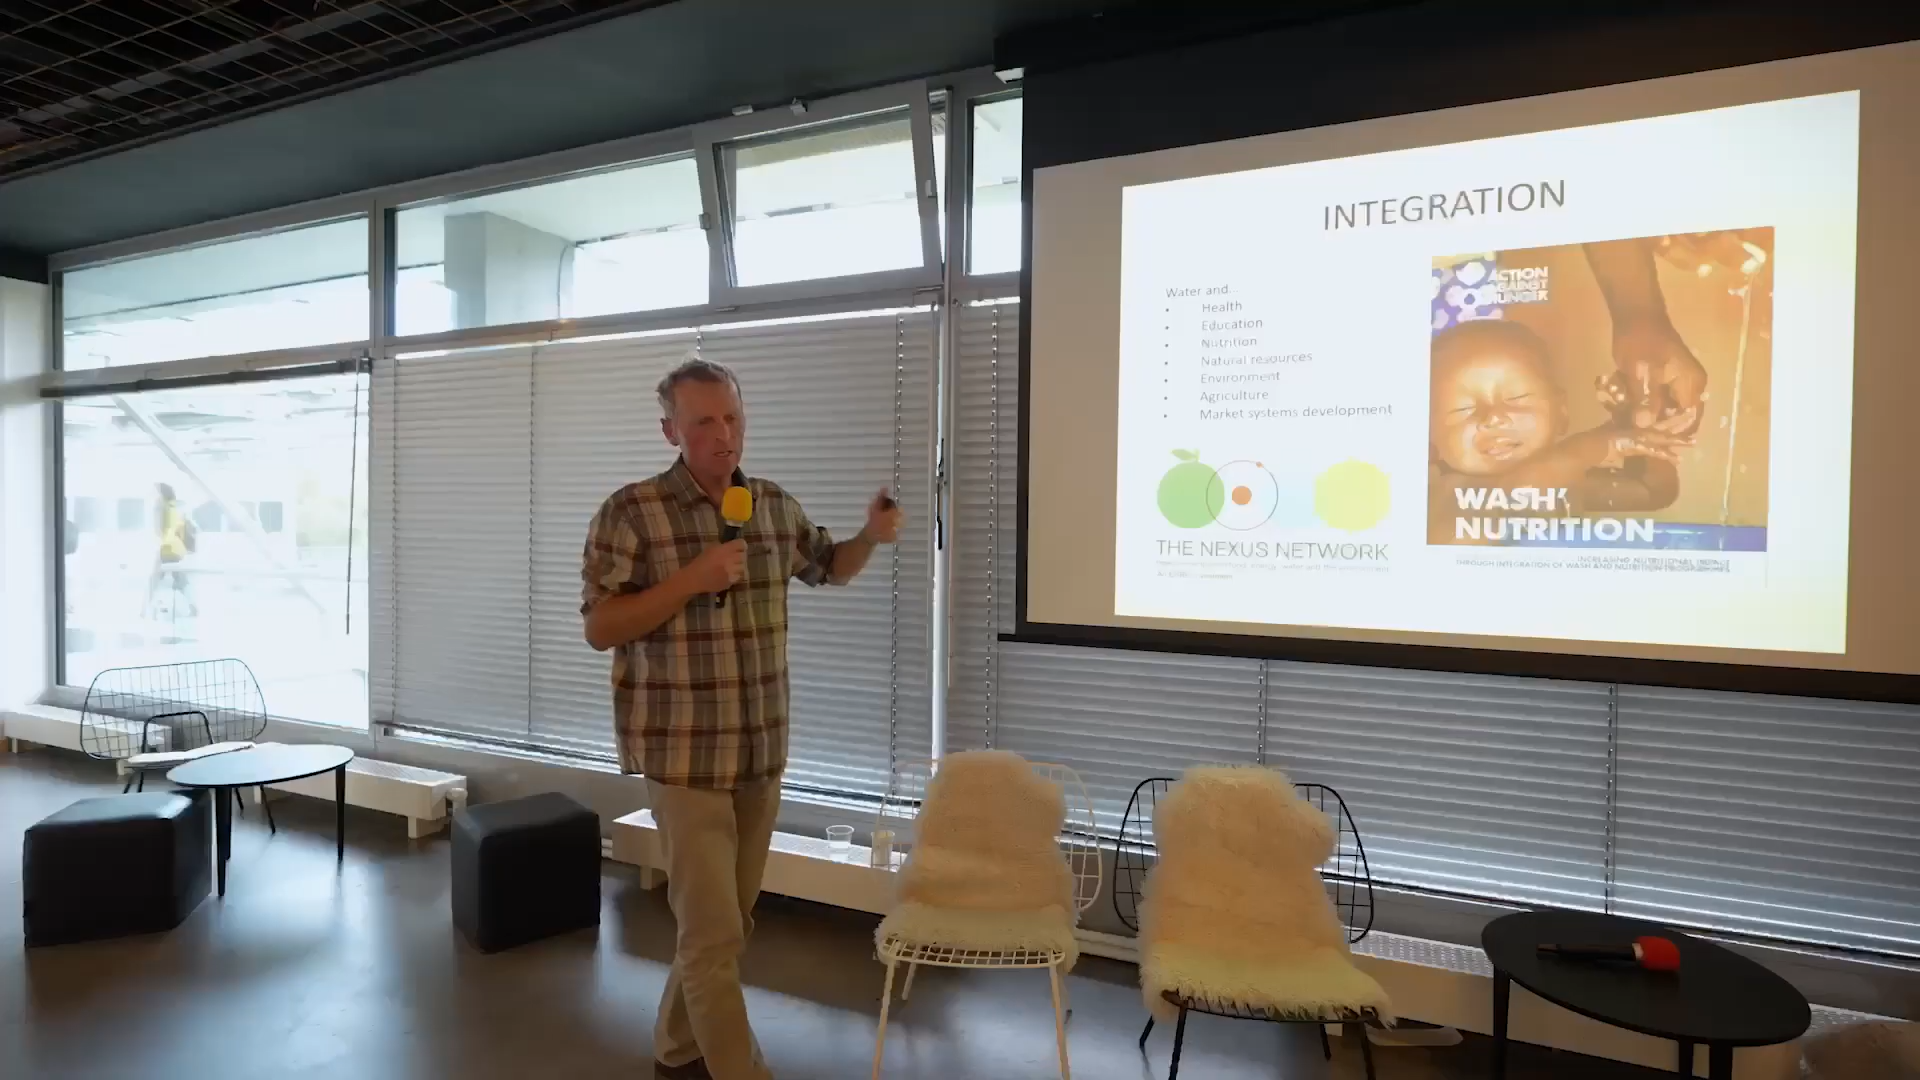 INTEGRATION
Water and...
• Health
• Education
• Nutrition
• Natural resources
• Environment
• Agriculture
• Market systems development
THE NEXUS NETWORK
ACTION
AGAINST
HUNGER
WASH'
NUTRITION
INCREASING NUTRITIONAL IMPACT
THROUGH INTEGRATION OF WASH AND NUTRITION PROGRAMMES